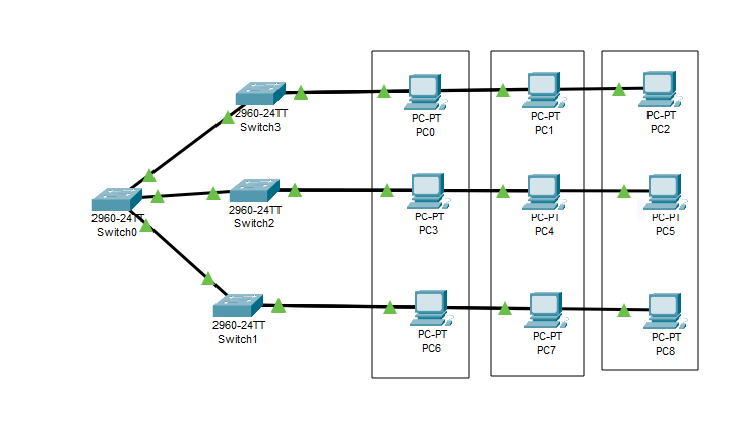 2960-24TT
Switch3
PC-PT
PC0
PC-PT
PC1
PC-PT
PC2
2960-24TT
Switch0
2960-24TT
Switch2
PC-PT
PC3
PC-PT
PC4
PC-PT
PC5
2960-24TT
Switch1
PC-PT
PC6
PC-PT
PC7
PC-PT
PC8